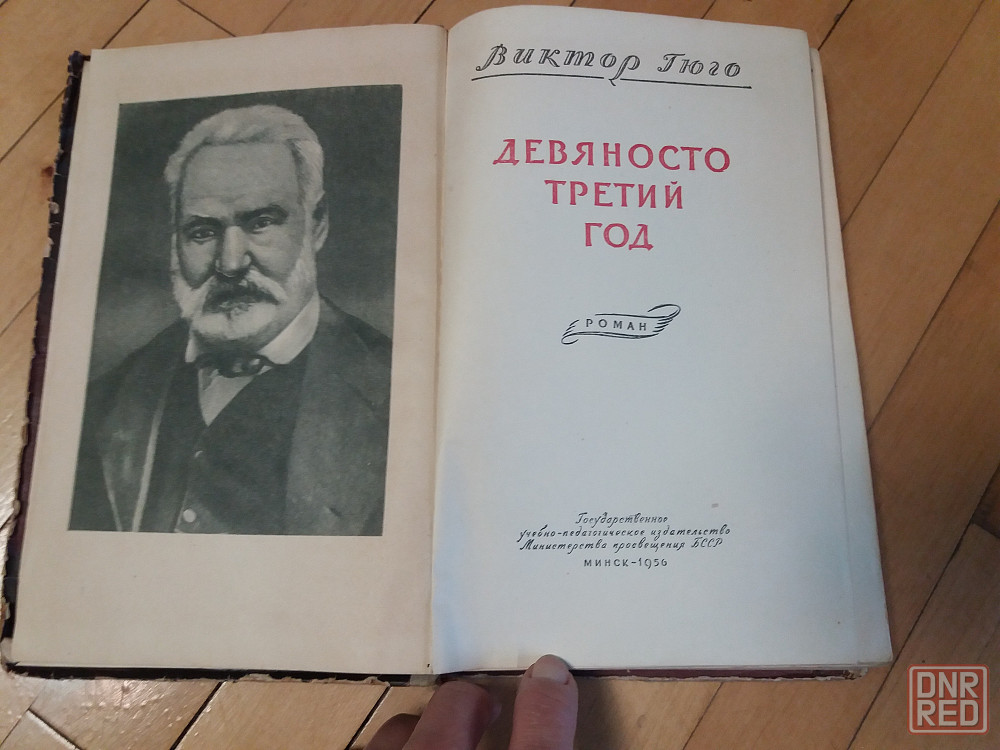 Виктор Гюго
ДЕВЯНОСТО
ТРЕТИЙ
ГОД
РОМАН
Государственное
учебно-педагогическое издательство
Министерства просвещения БССР
МИНСК-1956
DNR
RED